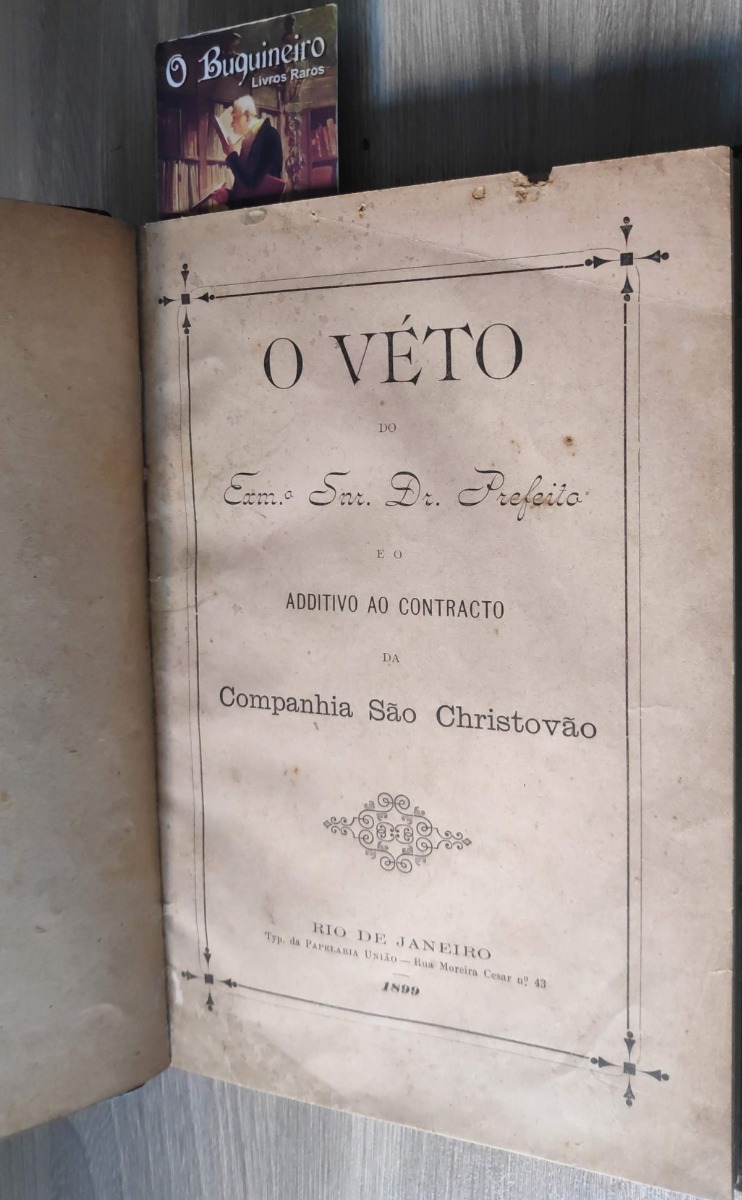 O Buquineiro
Livros Raros
O VÉTO
DO
Exm.º Snr. Dr. Prefeito
E O
ADDITIVO AO CONTRACTO
DA
Companhia São Christovão
RIO DE JANEIRO
Typ. da PAPELARIA UNIÃO — Rua Moreira Cesar nº 43
1899